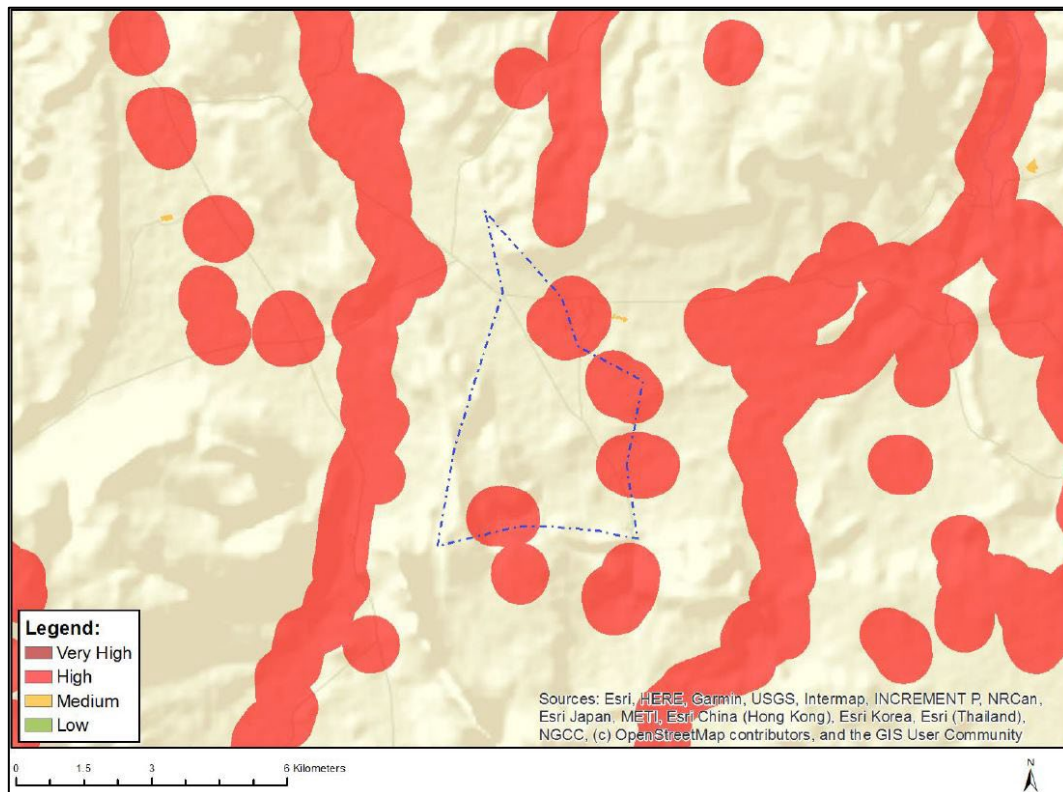 Legend:
Very High
High
Medium
Low
Sources: Esri, HERE, Garmin, USGS, Intermap, INCREMENT P, NRCan,
Esri Japan, METI, Esri China (Hong Kong), Esri Korea, Esri (Thailand),
NGCC, (c) OpenStreetMap contributors, and the GIS User Community
0 1.5 3 6 Kilometers
N